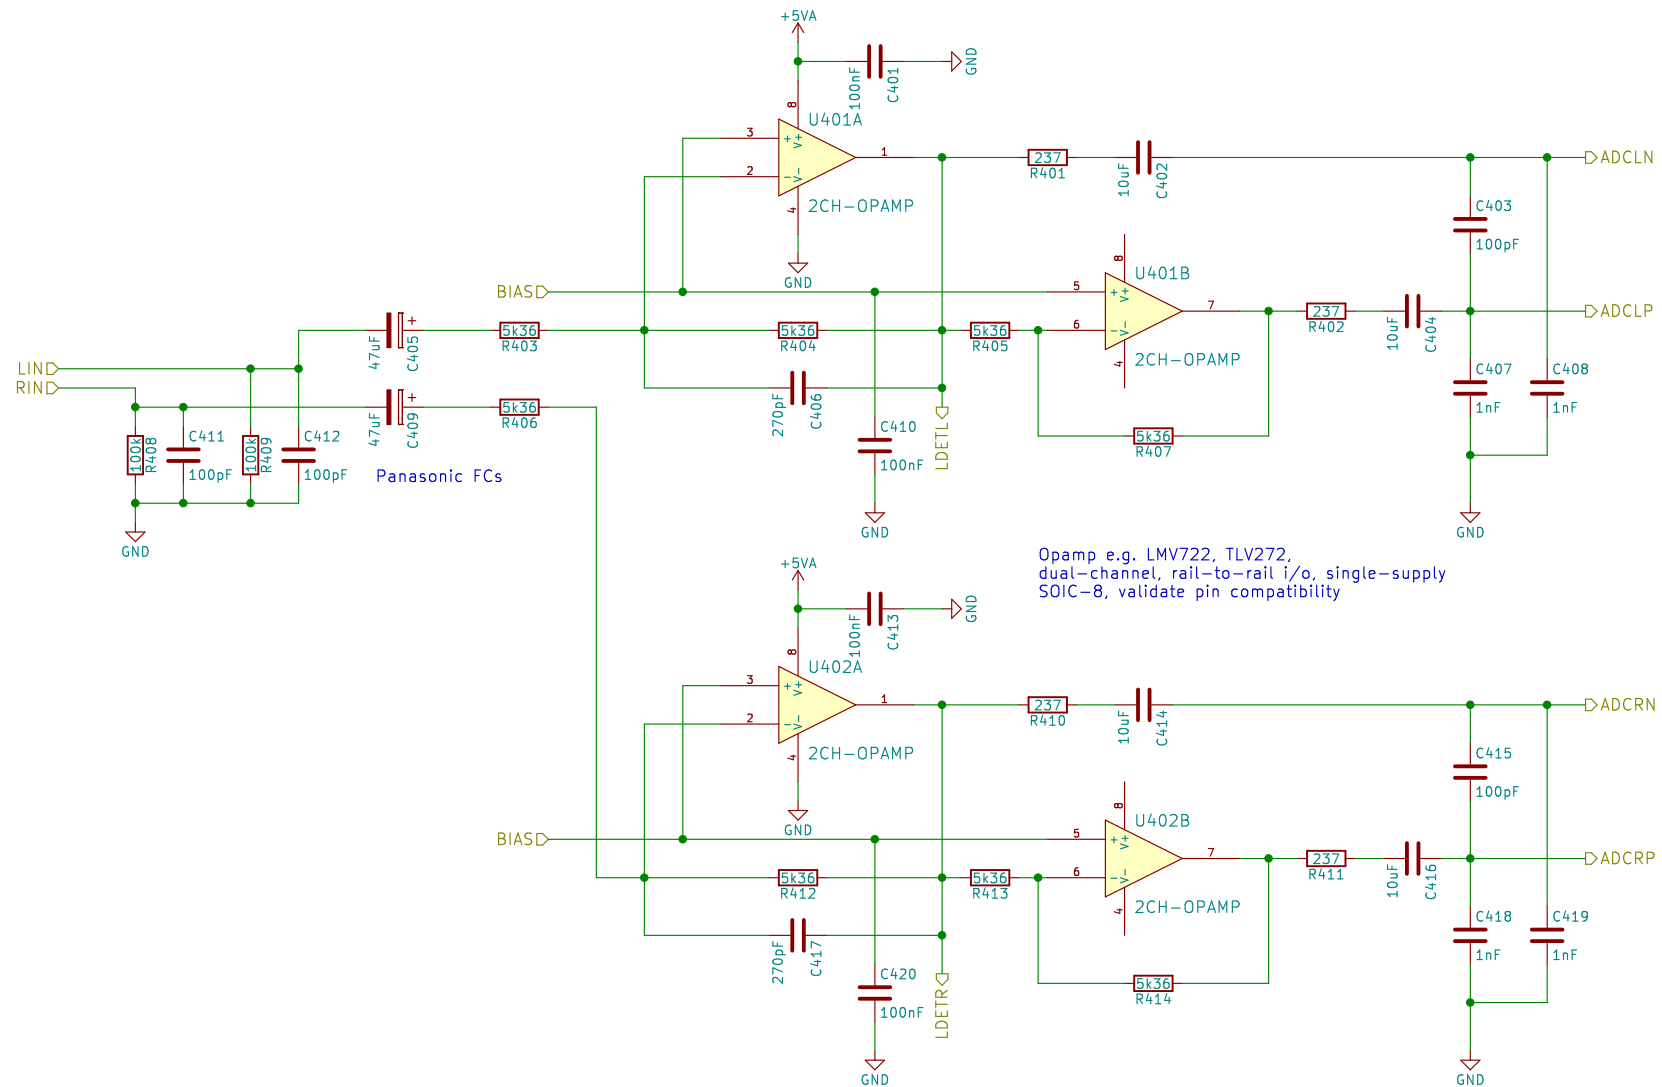 +5VA
100nF
C401
GND
8
U401A
3
+
V+
1
2
-
V-
4
2CH-OPAMP
GND
237
R401
10uF
C402
ADCLN
C403
100pF
8
U401B
BIAS
5
+
V+
7
6
-
V-
4
2CH-OPAMP
237
R402
10uF
C404
ADCLP
47uF
C405
+
5k36
R403
5k36
R404
5k36
R405
LIN
RIN
47uF
C409
+
5k36
R406
270pF
C406
LDETL
C410
100nF
GND
5k36
R407
C407
1nF
C408
1nF
GND
100k
R408
C411
100pF
100k
R409
C412
100pF
GND
Panasonic FCs
Opamp e.g. LMV722, TLV272,
dual-channel, rail-to-rail i/o, single-supply
SOIC-8, validate pin compatibility
+5VA
100nF
C413
GND
8
U402A
3
+
V+
1
2
-
V-
4
2CH-OPAMP
GND
237
R410
10uF
C414
ADCRN
C415
100pF
8
U402B
BIAS
5
+
V+
7
6
-
V-
4
2CH-OPAMP
237
R411
10uF
C416
ADCRP
5k36
R412
5k36
R413
270pF
C417
LDETR
C420
100nF
GND
5k36
R414
C418
1nF
C419
1nF
GND